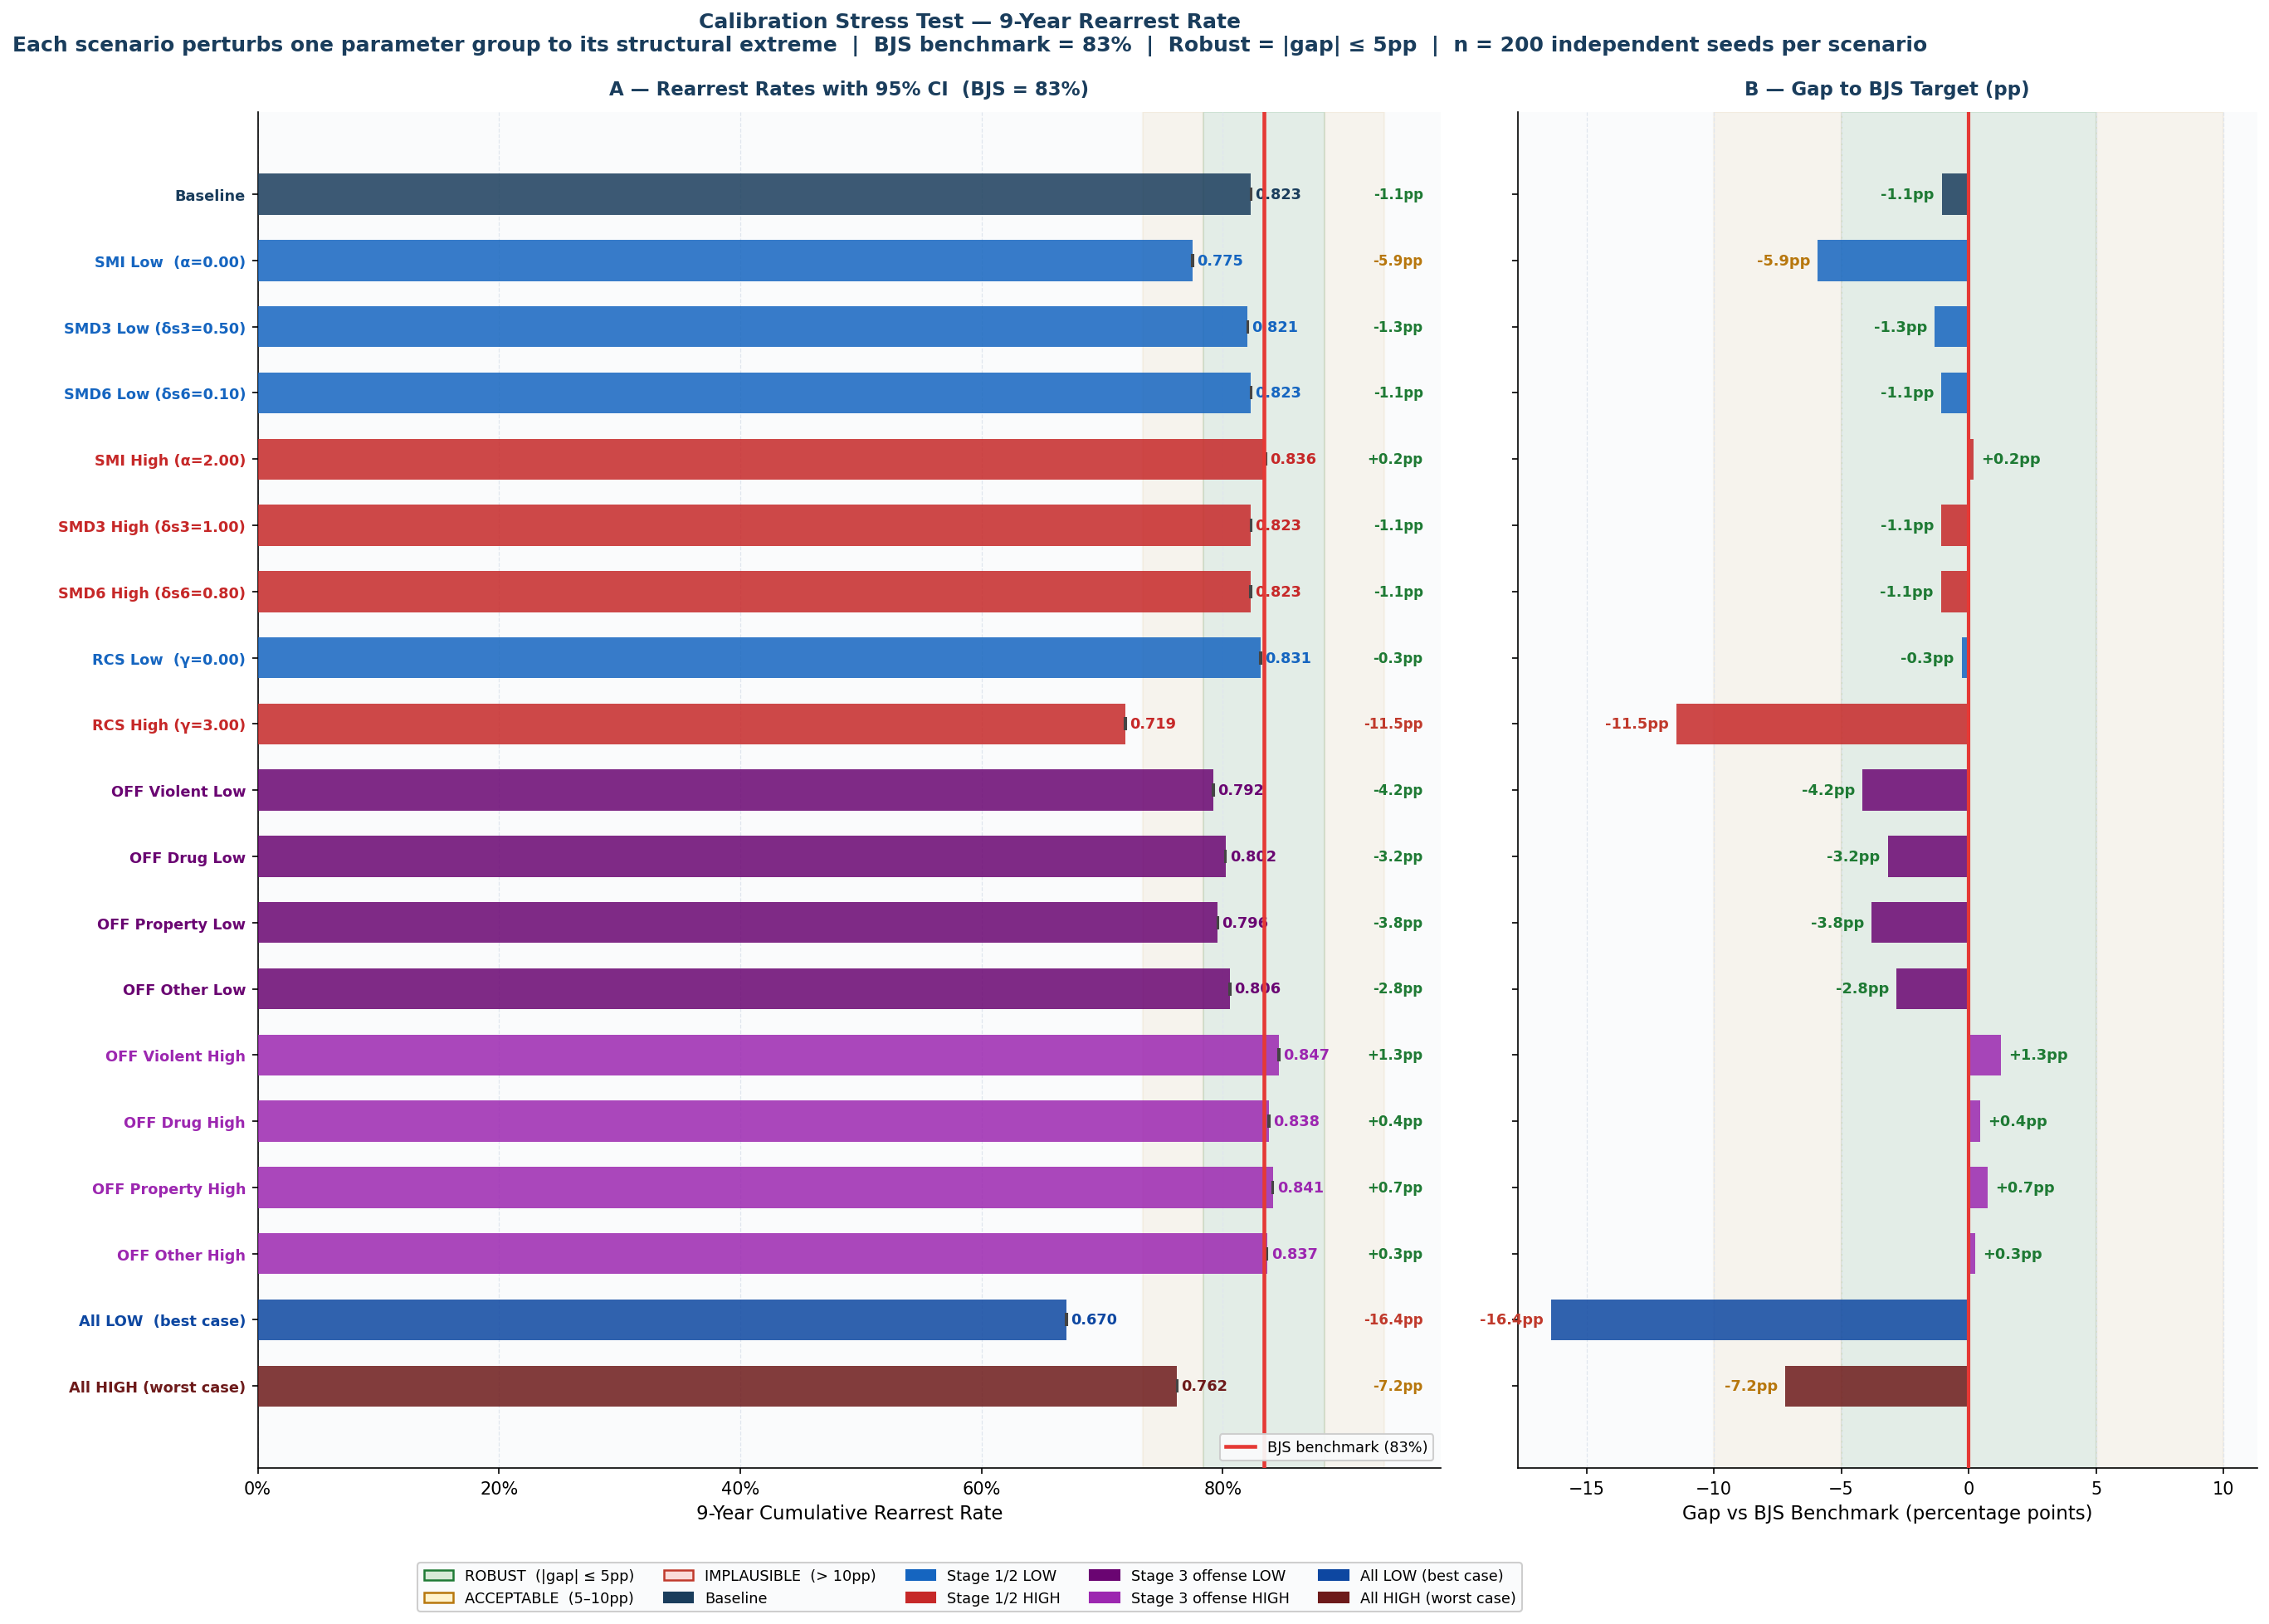 Calibration Stress Test — 9-Year Rearrest Rate
Each scenario perturbs one parameter group to its structural extreme | BJS benchmark = 83% | Robust = |gap| ≤ 5pp | n = 200 independent seeds per scenario
A — Rearrest Rates with 95% CI (BJS = 83%)
B — Gap to BJS Target (pp)
Baseline 0.823 -1.1pp -1.1pp
SMI Low (α=0.00) 0.775 -5.9pp -5.9pp
SMD3 Low (δs3=0.50) 0.821 -1.3pp -1.3pp
SMD6 Low (δs6=0.10) 0.823 -1.1pp -1.1pp
SMI High (α=2.00) 0.836 +0.2pp +0.2pp
SMD3 High (δs3=1.00) 0.823 -1.1pp -1.1pp
SMD6 High (δs6=0.80) 0.823 -1.1pp -1.1pp
RCS Low (γ=0.00) 0.831 -0.3pp -0.3pp
RCS High (γ=3.00) 0.719 -11.5pp -11.5pp
OFF Violent Low 0.792 -4.2pp -4.2pp
OFF Drug Low 0.802 -3.2pp -3.2pp
OFF Property Low 0.796 -3.8pp -3.8pp
OFF Other Low 0.806 -2.8pp -2.8pp
OFF Violent High 0.847 +1.3pp +1.3pp
OFF Drug High 0.838 +0.4pp +0.4pp
OFF Property High 0.841 +0.7pp +0.7pp
OFF Other High 0.837 +0.3pp +0.3pp
All LOW (best case) 0.670 -16.4pp -16.4pp
All HIGH (worst case) 0.762 -7.2pp -7.2pp
BJS benchmark (83%)
0% 20% 40% 60% 80%
9-Year Cumulative Rearrest Rate
−15 −10 −5 0 5 10
Gap vs BJS Benchmark (percentage points)
ROBUST (|gap| ≤ 5pp) IMPLAUSIBLE (> 10pp) Stage 1/2 LOW Stage 3 offense LOW All LOW (best case)
ACCEPTABLE (5–10pp) Baseline Stage 1/2 HIGH Stage 3 offense HIGH All HIGH (worst case)